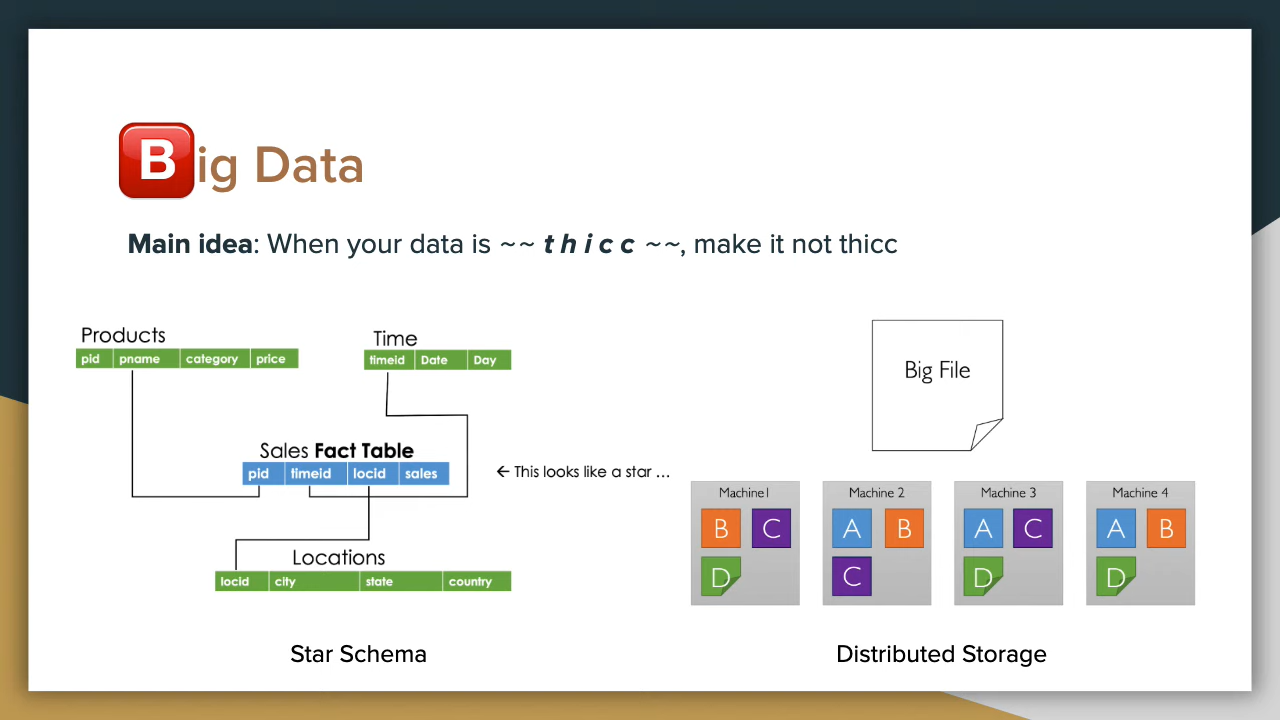 🅱ig Data
Main idea: When your data is ~~ t h i c c ~~, make it not thicc
Products
pid pname category price
Time
timeid Date Day
Sales Fact Table
pid timeid locid sales
← This looks like a star ...
Locations
locid city state country
Star Schema
Big File
Machine1
B C
D
Machine 2
A B
C
Machine 3
A C
D
Machine 4
A B
D
Distributed Storage